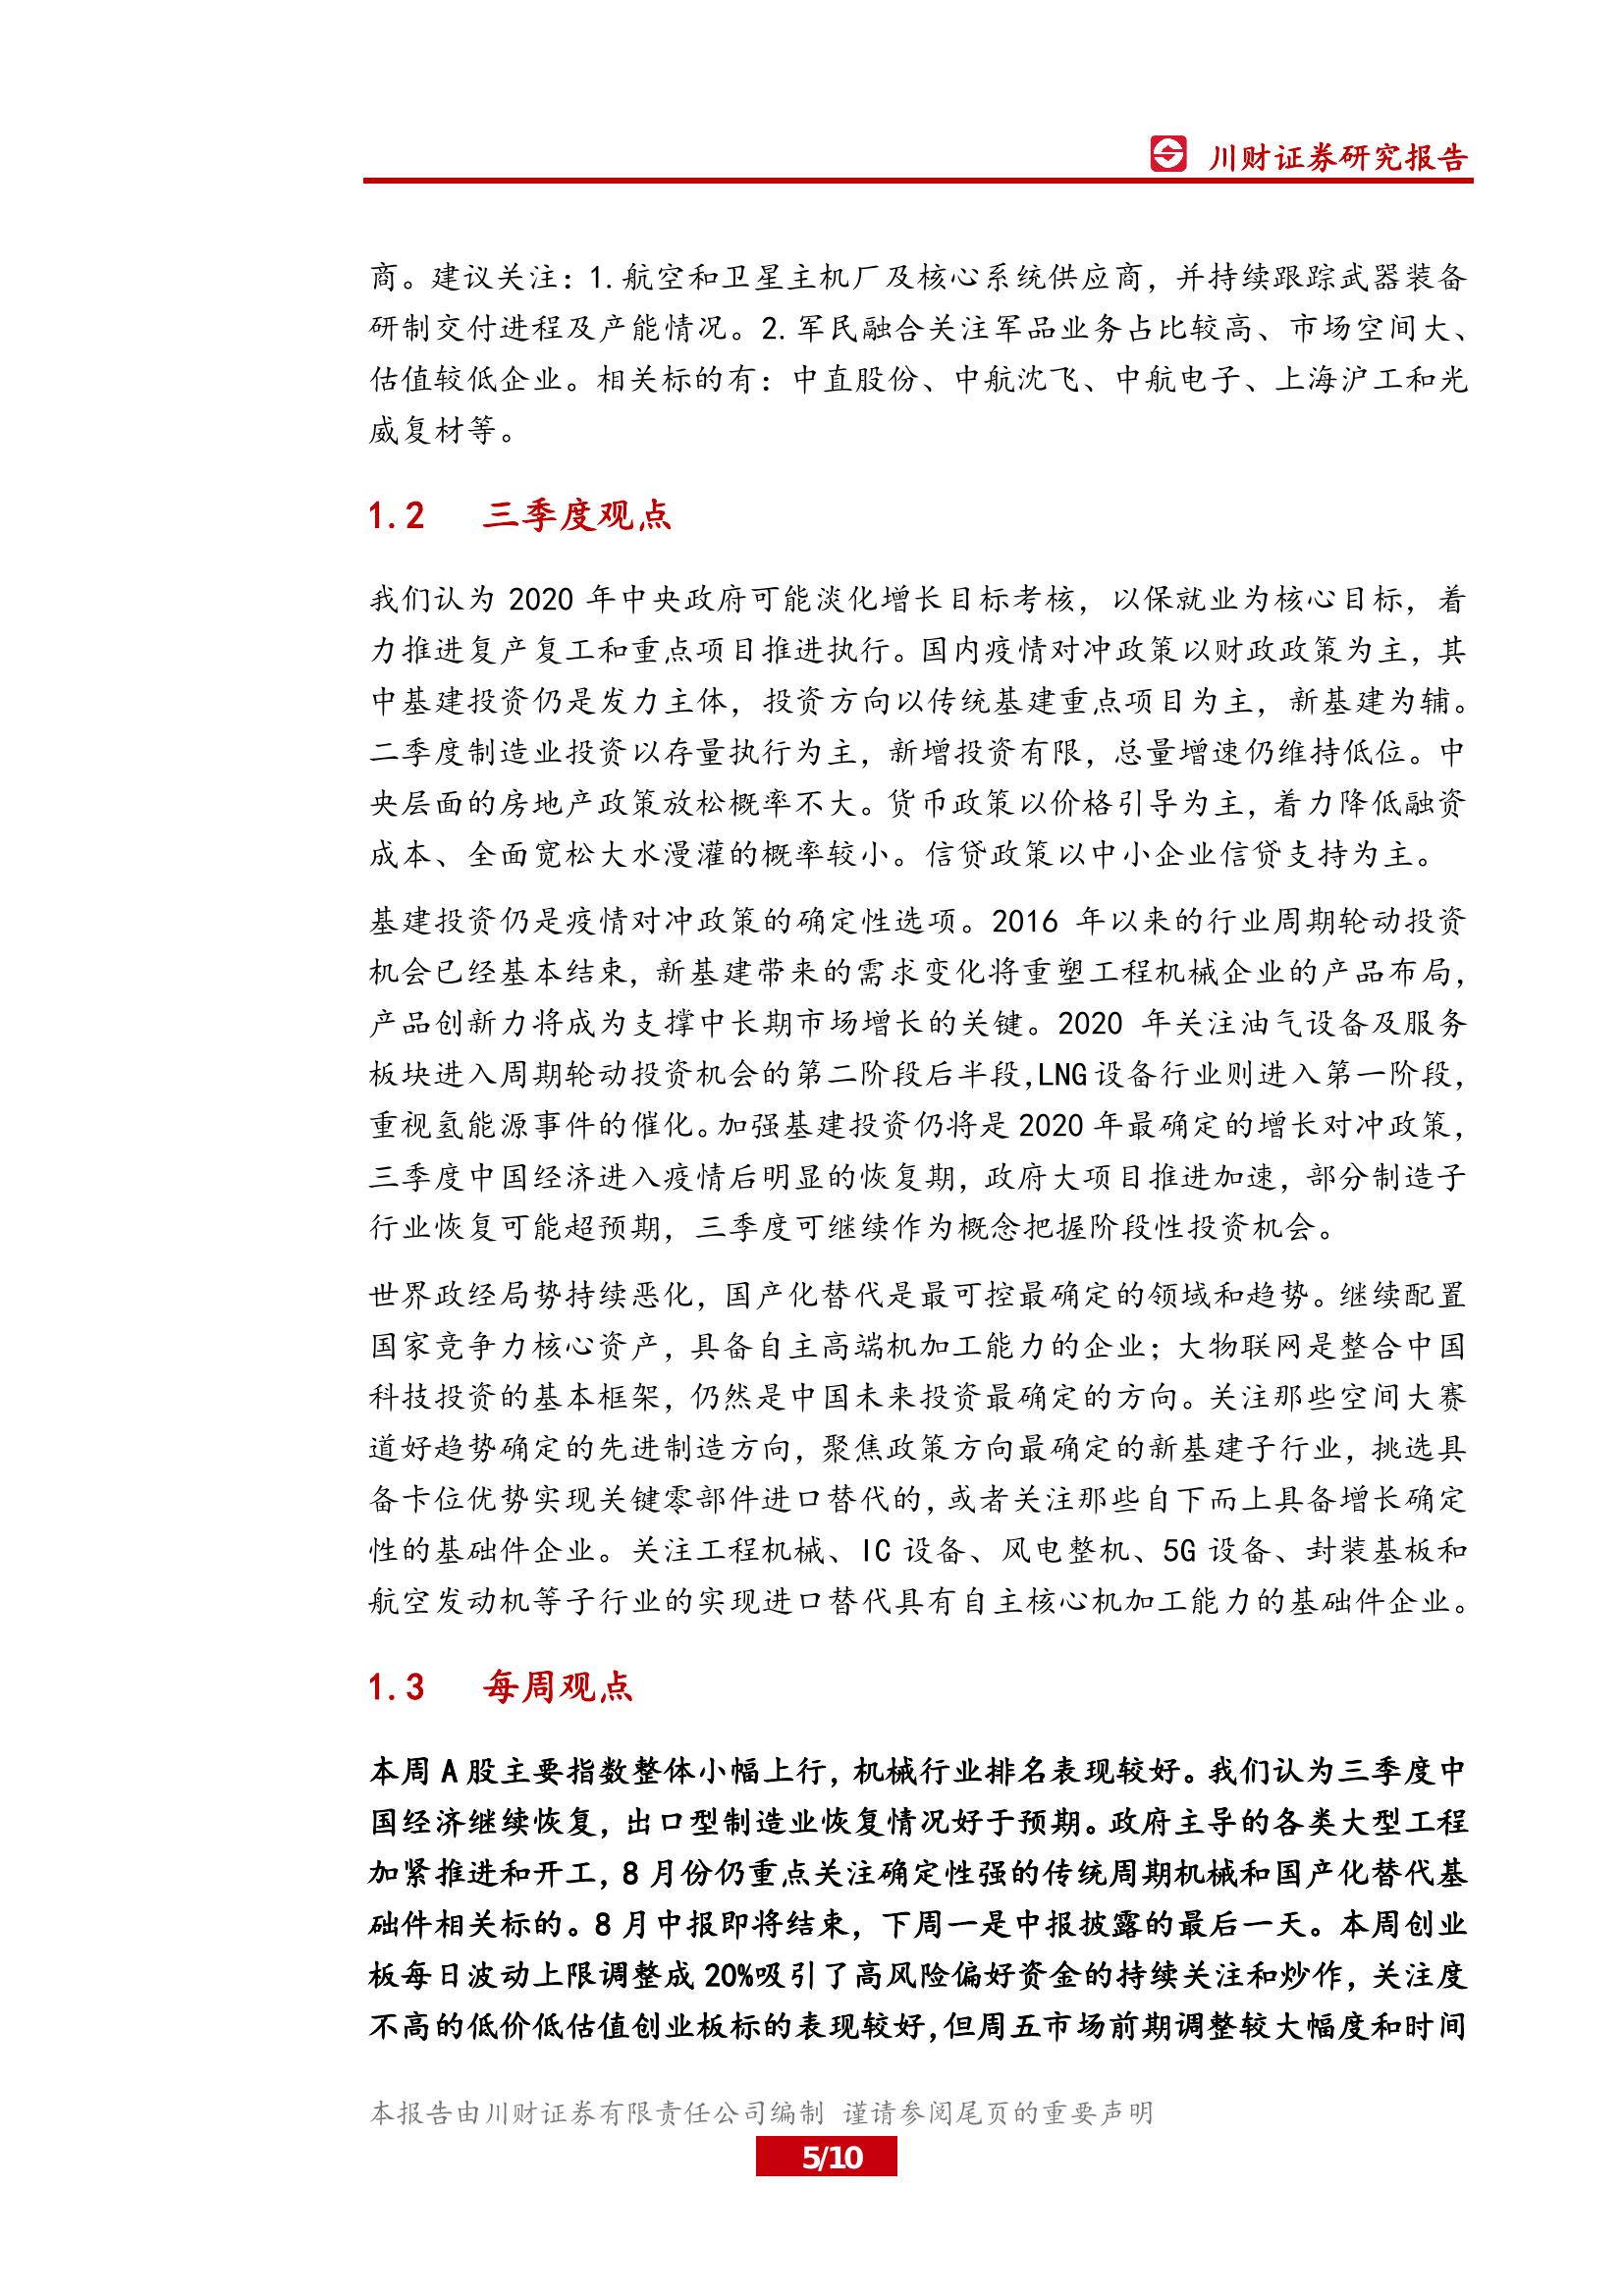 川财证券研究报告
商。建议关注：1.航空和卫星主机厂及核心系统供应商，并持续跟踪武器装备
研制交付进程及产能情况。2.军民融合关注军品业务占比较高、市场空间大、
估值较低企业。相关标的有：中直股份、中航沈飞、中航电子、上海沪工和光
威复材等。
1.2 三季度观点
我们认为 2020 年中央政府可能淡化增长目标考核，以保就业为核心目标，着
力推进复产复工和重点项目推进执行。国内疫情对冲政策以财政政策为主，其
中基建投资仍是发力主体，投资方向以传统基建重点项目为主，新基建为辅。
二季度制造业投资以存量执行为主，新增投资有限，总量增速仍维持低位。中
央层面的房地产政策放松概率不大。货币政策以价格引导为主，着力降低融资
成本、全面宽松大水漫灌的概率较小。信贷政策以中小企业信贷支持为主。
基建投资仍是疫情对冲政策的确定性选项。2016 年以来的行业周期轮动投资
机会已经基本结束，新基建带来的需求变化将重塑工程机械企业的产品布局，
产品创新力将成为支撑中长期市场增长的关键。2020 年关注油气设备及服务
板块进入周期轮动投资机会的第二阶段后半段，LNG 设备行业则进入第一阶段，
重视氢能源事件的催化。加强基建投资仍将是 2020 年最确定的增长对冲政策，
三季度中国经济进入疫情后明显的恢复期，政府大项目推进加速，部分制造子
行业恢复可能超预期，三季度可继续作为概念把握阶段性投资机会。
世界政经局势持续恶化，国产化替代是最可控最确定的领域和趋势。继续配置
国家竞争力核心资产，具备自主高端机加工能力的企业；大物联网是整合中国
科技投资的基本框架，仍然是中国未来投资最确定的方向。关注那些空间大赛
道好趋势确定的先进制造方向，聚焦政策方向最确定的新基建子行业，挑选具
备卡位优势实现关键零部件进口替代的，或者关注那些自下而上具备增长确定
性的基础件企业。关注工程机械、IC 设备、风电整机、5G 设备、封装基板和
航空发动机等子行业的实现进口替代具有自主核心机加工能力的基础件企业。
1.3 每周观点
本周 A 股主要指数整体小幅上行，机械行业排名表现较好。我们认为三季度中
国经济继续恢复，出口型制造业恢复情况好于预期。政府主导的各类大型工程
加紧推进和开工，8 月份仍重点关注确定性强的传统周期机械和国产化替代基
础件相关标的。8 月中报即将结束，下周一是中报披露的最后一天。本周创业
板每日波动上限调整成 20%吸引了高风险偏好资金的持续关注和炒作，关注度
不高的低价低估值创业板标的表现较好，但周五市场前期调整较大幅度和时间
本报告由川财证券有限责任公司编制 谨请参阅尾页的重要声明
5/10